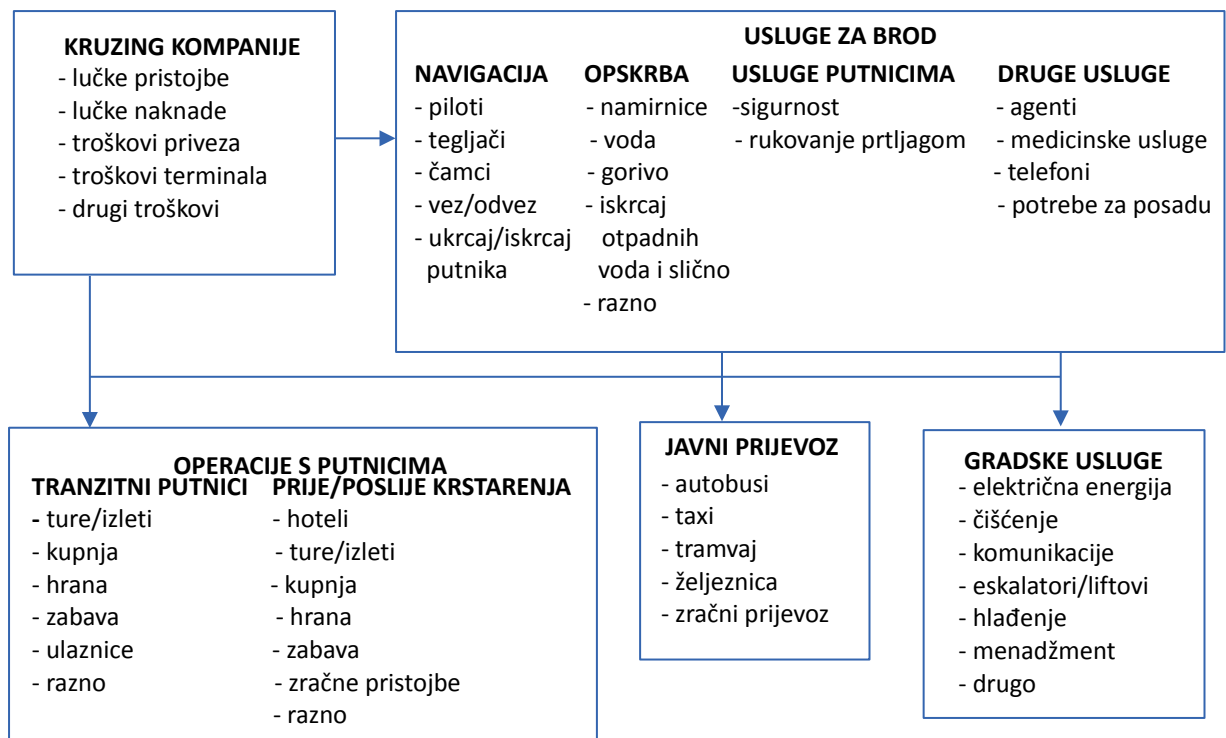 KRUZING KOMPANIJE
- lučke pristojbe
- lučke naknade
- troškovi priveza
- troškovi terminala
- drugi troškovi
USLUGE ZA BROD
NAVIGACIJA
- piloti
- tegljači
- čamci
- vez/odvez
- ukrcaj/iskrcaj
putnika
OPSKRBA
- namirnice
- voda
- gorivo
- iskrcaj
otpadnih
voda i slično
- razno
USLUGE PUTNICIMA
-sigurnost
- rukovanje prtljagom
DRUGE USLUGE
- agenti
- medicinske usluge
- telefoni
- potrebe za posadu
OPERACIJE S PUTNICIMA
TRANZITNI PUTNICI
- ture/izleti
- kupnja
- hrana
- zabava
- ulaznice
- razno
PRIJE/POSLIJE KRSTARENJA
- hoteli
- ture/izleti
- kupnja
- hrana
- zabava
- zračne pristojbe
- razno
JAVNI PRIJEVOZ
- autobusi
- taxi
- tramvaj
- željeznica
- zračni prijevoz
GRADSKE USLUGE
- električna energija
- čišćenje
- komunikacije
- eskalatori/liftovi
- hlađenje
- menadžment
- drugo